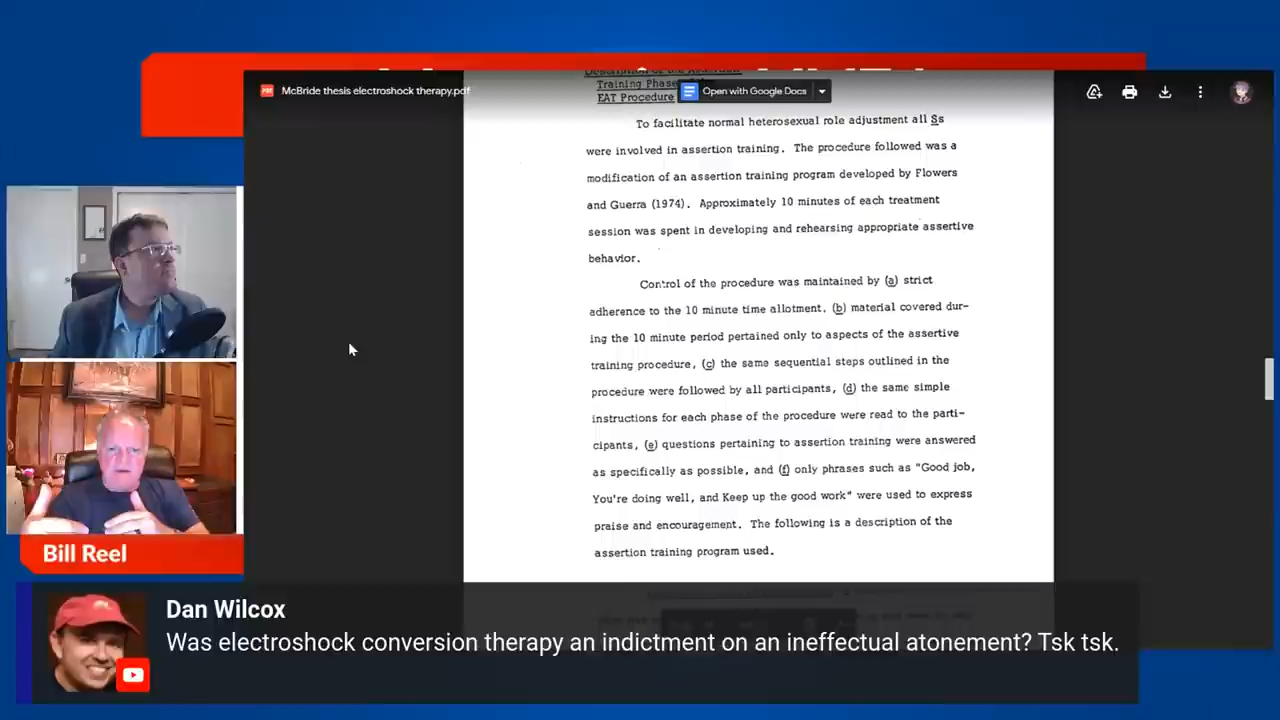 McBride thesis electroshock therapy.pdf
Open with Google Docs
Training Phase
EAT Procedure
To facilitate normal heterosexual role adjustment all Ss
were involved in assertion training. The procedure followed was a
modification of an assertion training program developed by Flowers
and Guerra (1974). Approximately 10 minutes of each treatment
session was spent in developing and rehearsing appropriate assertive
behavior.
Control of the procedure was maintained by (a) strict
adherence to the 10 minute time allotment, (b) material covered dur-
ing the 10 minute period pertained only to aspects of the assertive
training procedure, (c) the same sequential steps outlined in the
procedure were followed by all participants, (d) the same simple
instructions for each phase of the procedure were read to the parti-
cipants, (e) questions pertaining to assertion training were answered
as specifically as possible, and (f) only phrases such as "Good job,
You're doing well, and Keep up the good work" were used to express
praise and encouragement. The following is a description of the
assertion training program used.
Bill Reel
Dan Wilcox
Was electroshock conversion therapy an indictment on an ineffectual atonement? Tsk tsk.